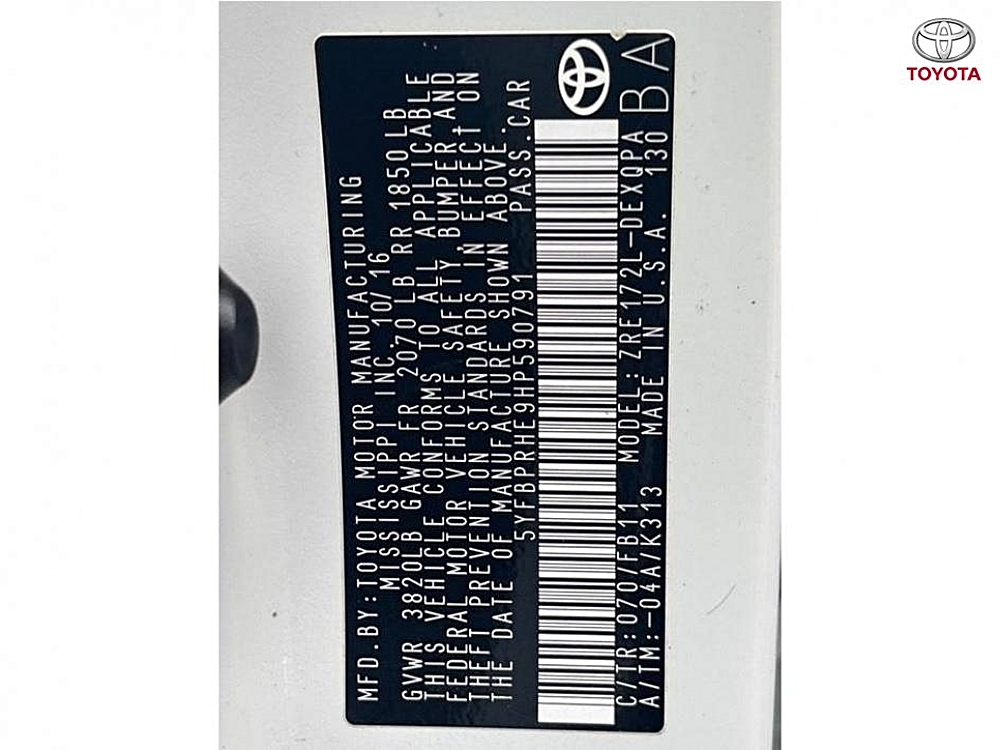 MFD.BY:TOYOTA MOTOR MANUFACTURING
MISSISSIPPI INC. 10/16
GVWR 3820LB GAWR FR 2070 LB RR 1850 LB
THIS VEHICLE CONFORMS TO ALL APPLICABLE
FEDERAL MOTOR VEHICLE SAFETY, BUMPER, AND
THEFT PREVENTION STANDARDS IN EFFECT ON
THE DATE OF MANUFACTURE SHOWN ABOVE.
5YFBPRHE9HP590791 PASS.CAR
C/TR:070/FB11 MODEL: ZRE172L-DEXQPA
A/TM:-04A/K313 MADE IN U.S.A. 130
BA
TOYOTA